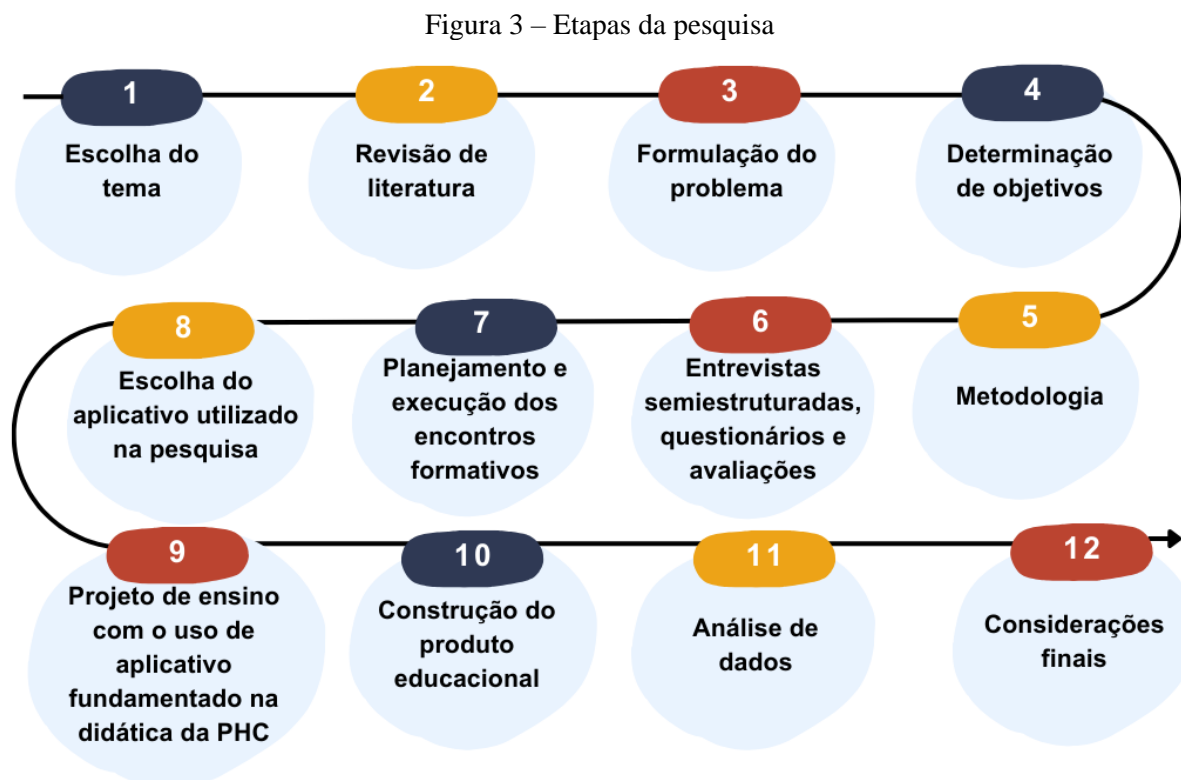 Figura 3 – Etapas da pesquisa
1
Escolha do
tema
2
Revisão de
literatura
3
Formulação do
problema
4
Determinação
de objetivos
5
Metodologia
6
Entrevistas
semiestruturadas,
questionários e
avaliações
7
Planejamento e
execução dos
encontros
formativos
8
Escolha do
aplicativo utilizado
na pesquisa
9
Projeto de ensino
com o uso de
aplicativo
fundamentado na
didática da PHC
10
Construção do
produto
educacional
11
Análise de
dados
12
Considerações
finais